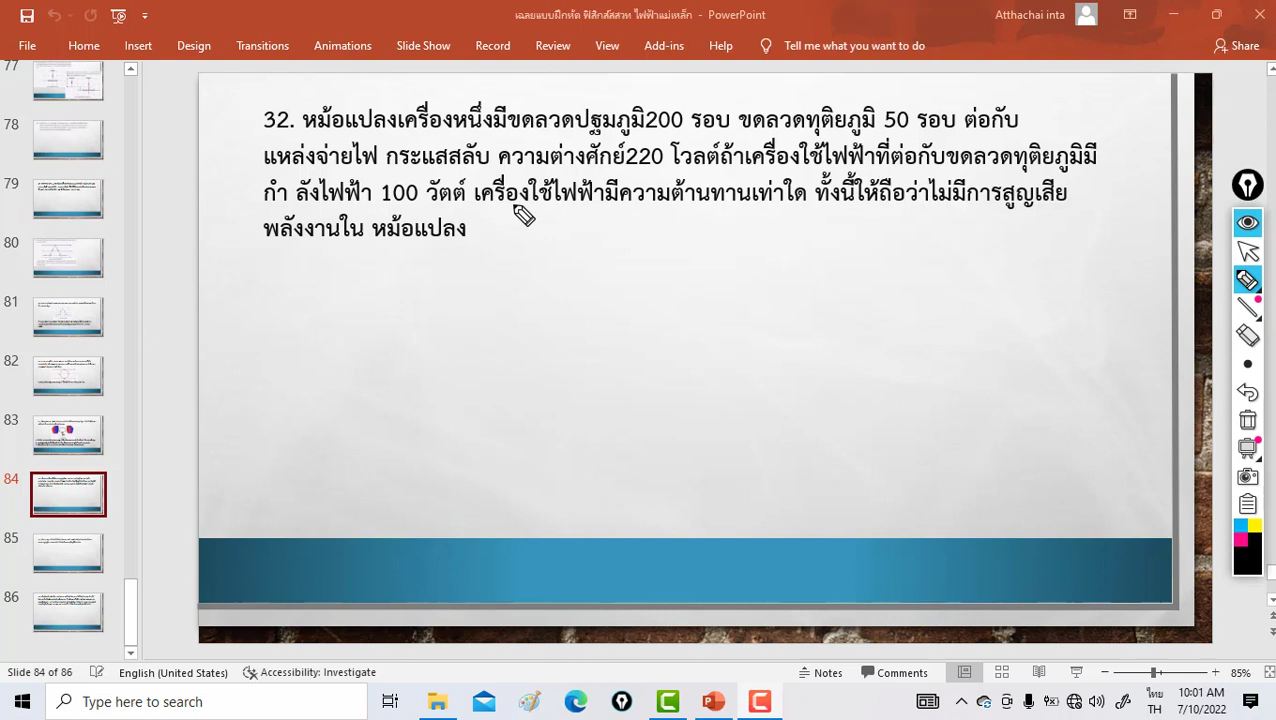 เฉลยแบบฝึกหัด ฟิสิกส์สสวท ไฟฟ้าแม่เหล็ก - PowerPoint
Atthachai inta
File Home Insert Design Transitions Animations Slide Show Record Review View Add-ins Help Tell me what you want to do Share
77
78
79
80
81
82
83
84
85
86
32. หม้อแปลงเครื่องหนึ่งมีขดลวดปฐมภูมิ200 รอบ ขดลวดทุติยภูมิ 50 รอบ ต่อกับ
แหล่งจ่ายไฟ กระแสสลับ ความต่างศักย์220 โวลต์ถ้าเครื่องใช้ไฟฟ้าที่ต่อกับขดลวดทุติยภูมิมี
กำ ลังไฟฟ้า 100 วัตต์ เครื่องใช้ไฟฟ้ามีความต้านทานเท่าใด ทั้งนี้ให้ถือว่าไม่มีการสูญเสีย
พลังงานใน หม้อแปลง
Slide 84 of 86 English (United States) Accessibility: Investigate Notes Comments 85%
Type here to search
ไทย
TH
10:01 AM
7/10/2022